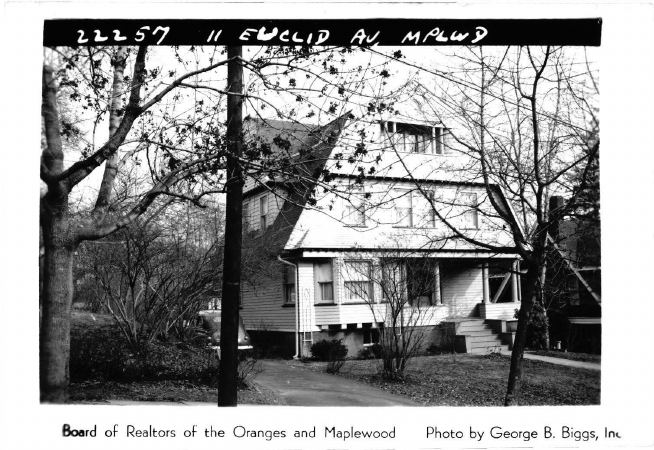 22257 11 EUCLID AV, MPLWD
Board of Realtors of the Oranges and Maplewood Photo by George B. Biggs, Inc